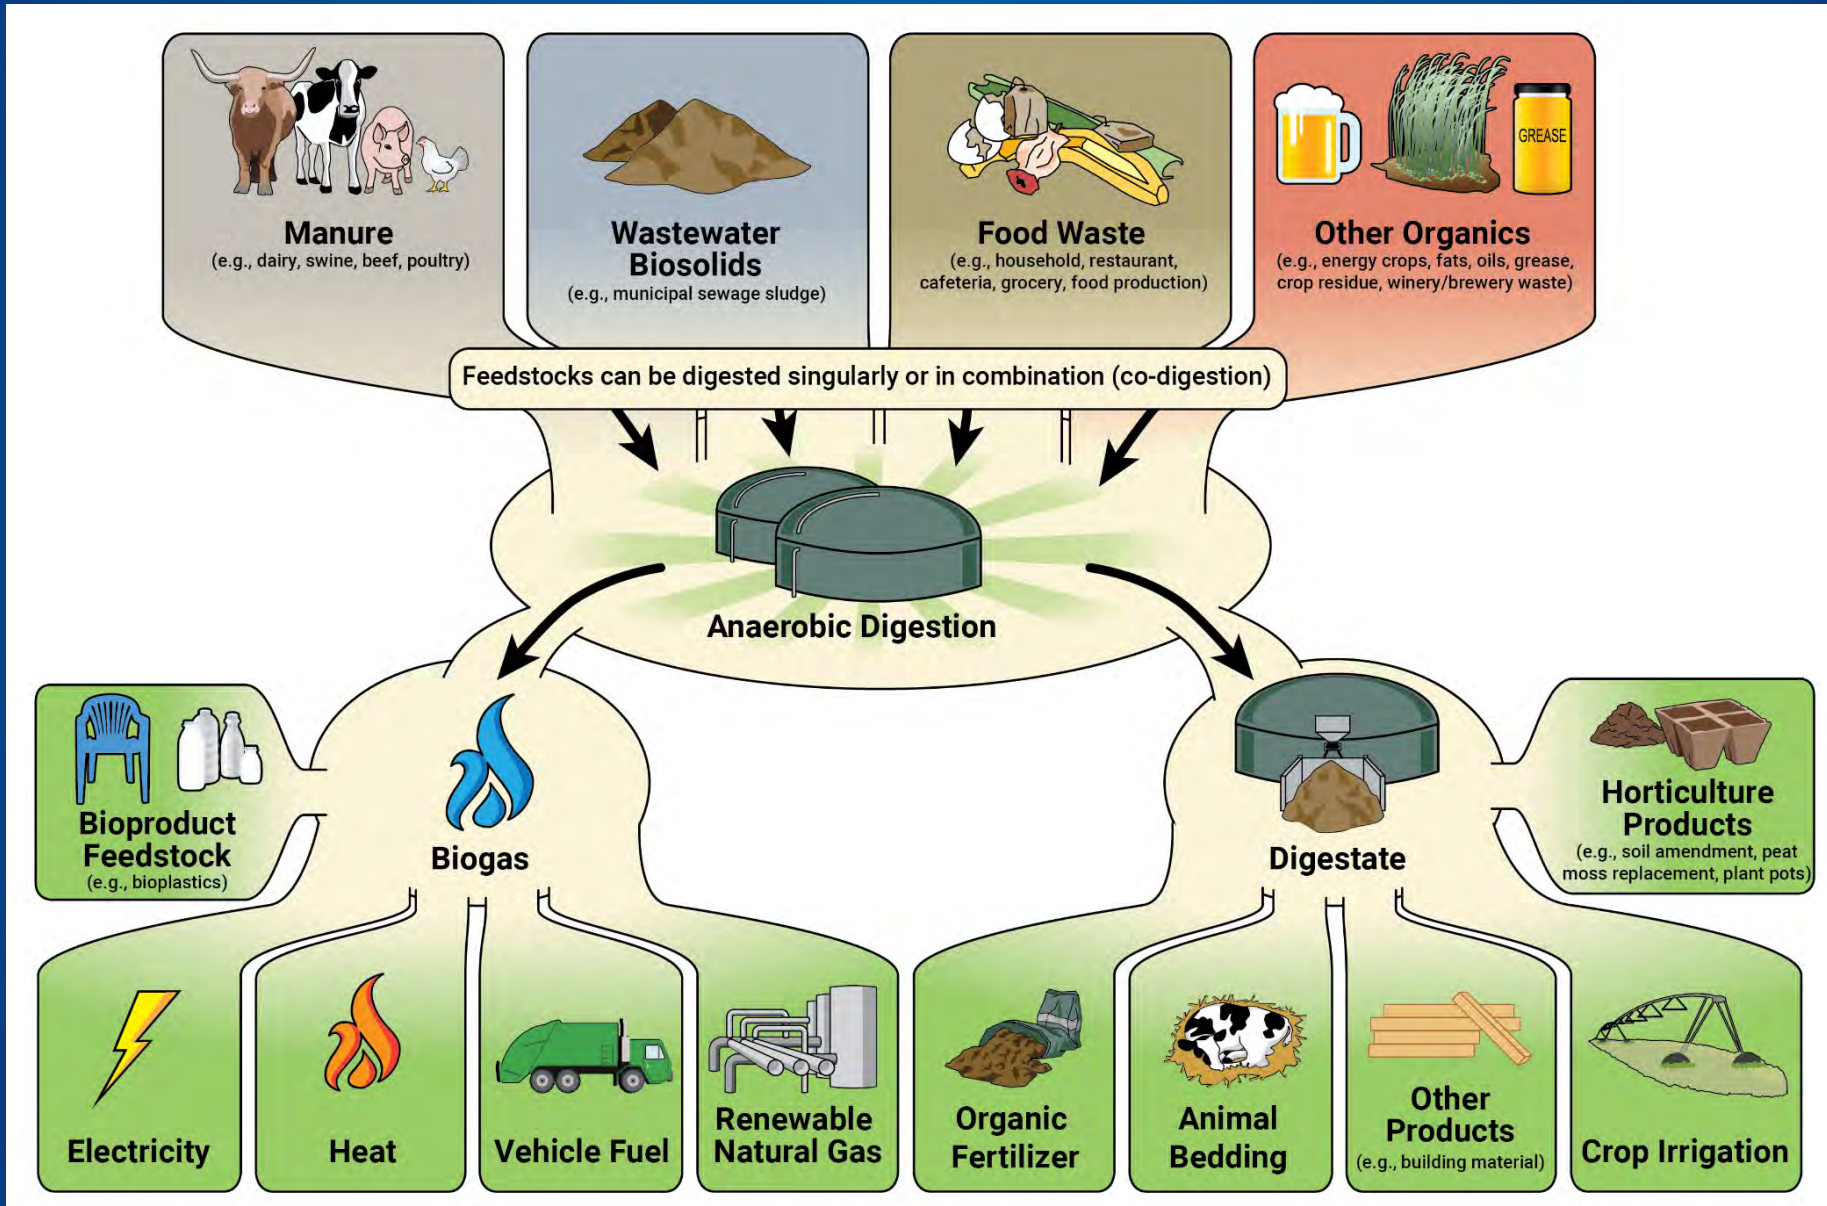 Manure
(e.g., dairy, swine, beef, poultry)
Wastewater
Biosolids
(e.g., municipal sewage sludge)
Food Waste
(e.g., household, restaurant,
cafeteria, grocery, food production)
GREASE
Other Organics
(e.g., energy crops, fats, oils, grease,
crop residue, winery/brewery waste)
Feedstocks can be digested singularly or in combination (co-digestion)
Anaerobic Digestion
Bioproduct
Feedstock
(e.g., bioplastics)
Biogas
Digestate
Horticulture
Products
(e.g., soil amendment, peat
moss replacement, plant pots)
Electricity
Heat
Vehicle Fuel
Renewable
Natural Gas
Organic
Fertilizer
Animal
Bedding
Other
Products
(e.g., building material)
Crop Irrigation